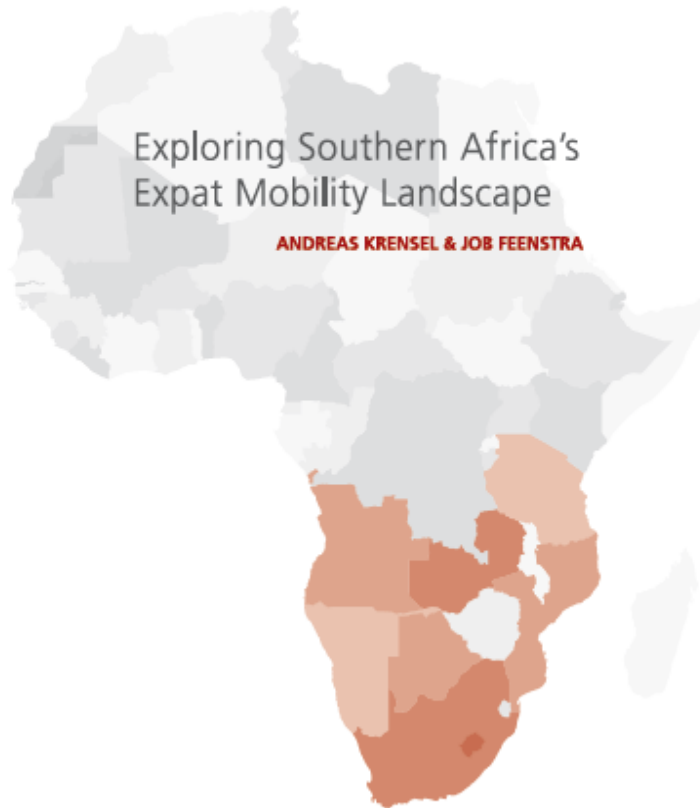 Exploring Southern Africa's
Expat Mobility Landscape
ANDREAS KRENSEL & JOB FEENSTRA